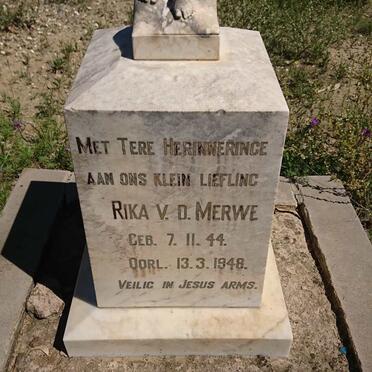 MET TERE HERINNERINGE
AAN ONS KLEIN LIEFLING
RIKA V. D. MERWE
GEB. 7. 11. 44.
OORL. 13. 3. 1948.
VEILIG IN JESUS ARMS.